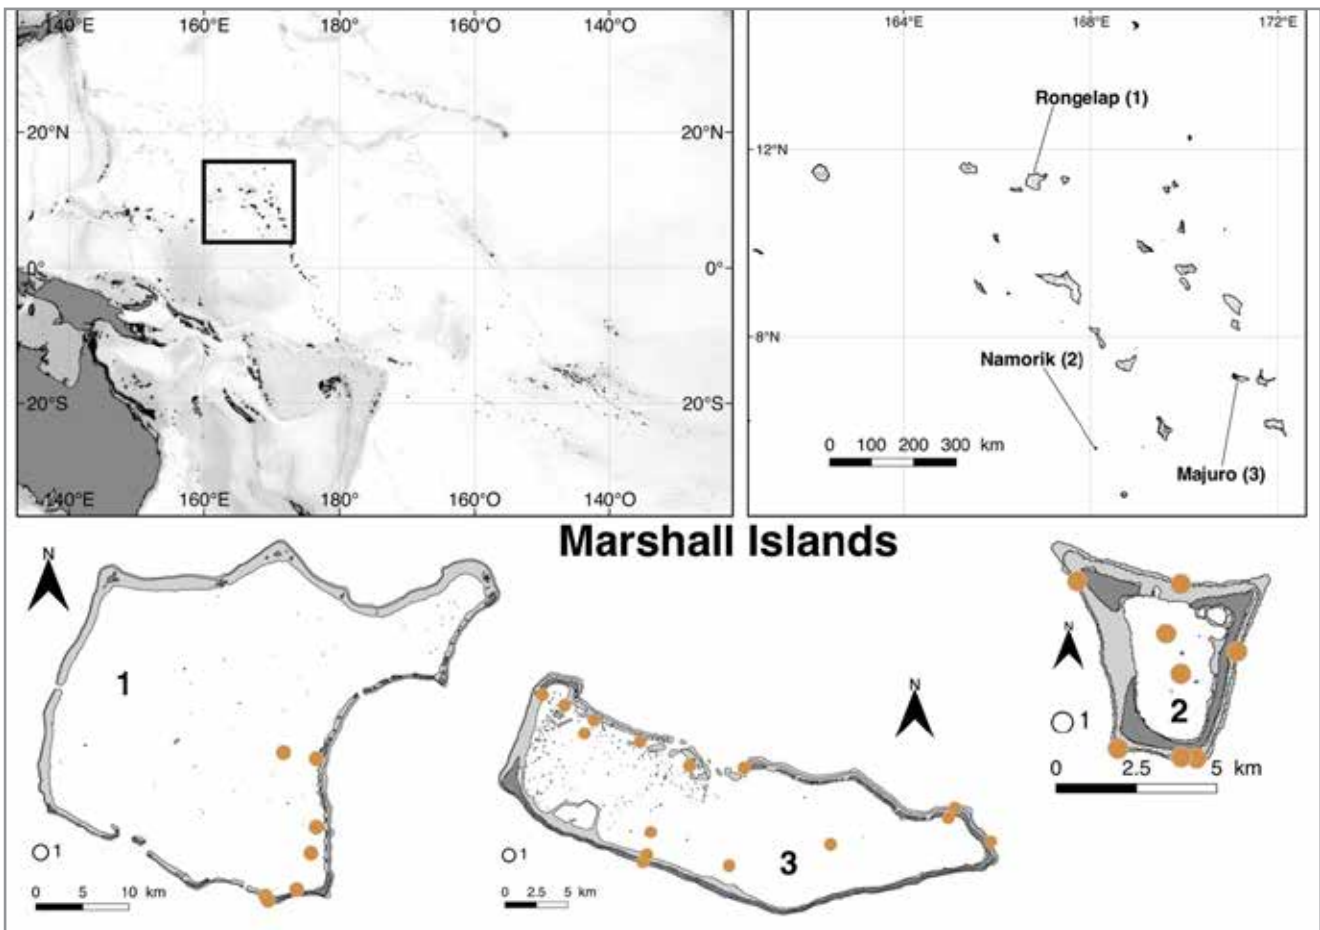 140°E 160°E 180° 160°O 140°O
20°N 20°N
0° 0°
20°S 20°S
140°E 160°E 180° 160°O 140°O
164°E 168°E 172°E
Rongelap (1)
12°N
8°N
Namorik (2)
0 100 200 300 km
Majuro (3)
Marshall Islands
N
1
1
0 5 10 km
N
3
1
0 2.5 5 km
N
2
1
0 2.5 5 km